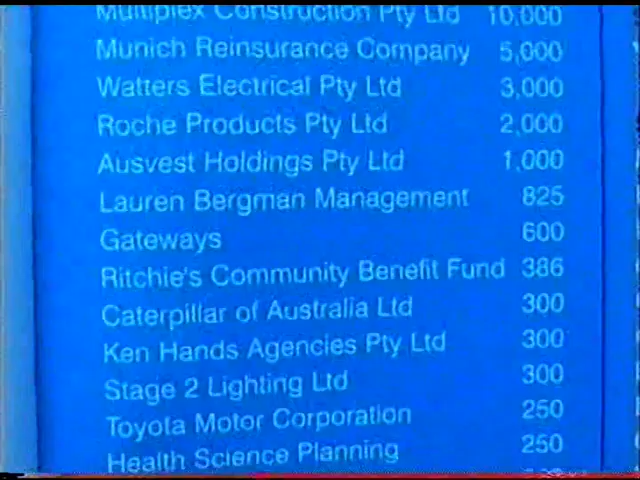 Multiplex Construction Pty Ltd 10,000
Munich Reinsurance Company 5,000
Watters Electrical Pty Ltd 3,000
Roche Products Pty Ltd 2,000
Ausvest Holdings Pty Ltd 1,000
Lauren Bergman Management 825
Gateways 600
Ritchie's Community Benefit Fund 386
Caterpillar of Australia Ltd 300
Ken Hands Agencies Pty Ltd 300
Stage 2 Lighting Ltd 300
Toyota Motor Corporation 250
Health Science Planning 250